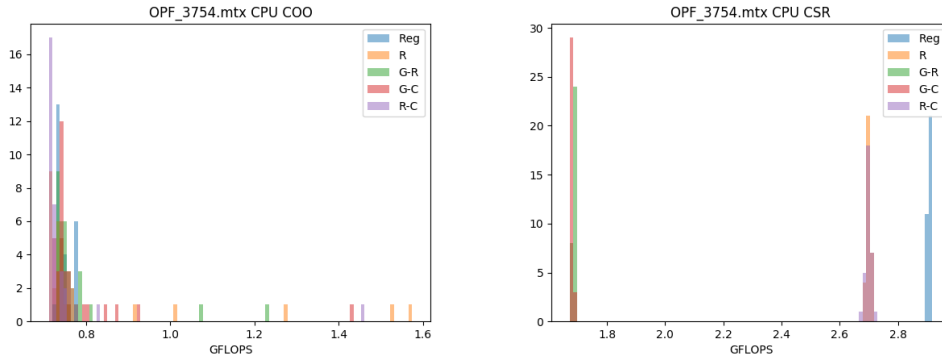 OPF_3754.mtx CPU COO
16
14
12
10
8
6
4
2
0
0.8
1.0
1.2
1.4
1.6
GFLOPS
Reg
R
G-R
G-C
R-C
OPF_3754.mtx CPU CSR
30
25
20
15
10
5
0
1.8
2.0
2.2
2.4
2.6
2.8
GFLOPS
Reg
R
G-R
G-C
R-C